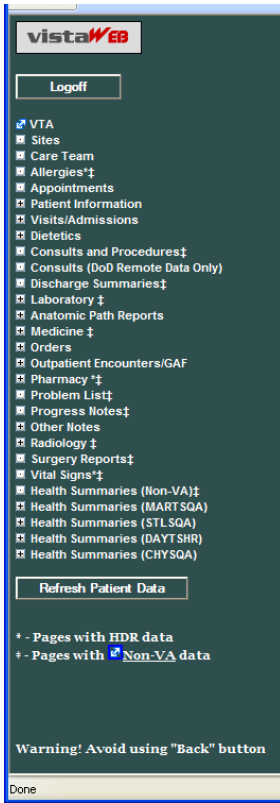 vistaWEB
Logoff
VTA
Sites
Care Team
Allergies*‡
Appointments
Patient Information
Visits/Admissions
Dietetics
Consults and Procedures‡
Consults (DoD Remote Data Only)
Discharge Summaries‡
Laboratory ‡
Anatomic Path Reports
Medicine ‡
Orders
Outpatient Encounters/GAF
Pharmacy *‡
Problem List‡
Progress Notes‡
Other Notes
Radiology ‡
Surgery Reports‡
Vital Signs*‡
Health Summaries (Non-VA)‡
Health Summaries (MARTSQA)
Health Summaries (STLSQA)
Health Summaries (DAYTSHR)
Health Summaries (CHYSQA)
Refresh Patient Data
* - Pages with HDR data
‡ - Pages with Non-VA data
Warning! Avoid using "Back" button
Done